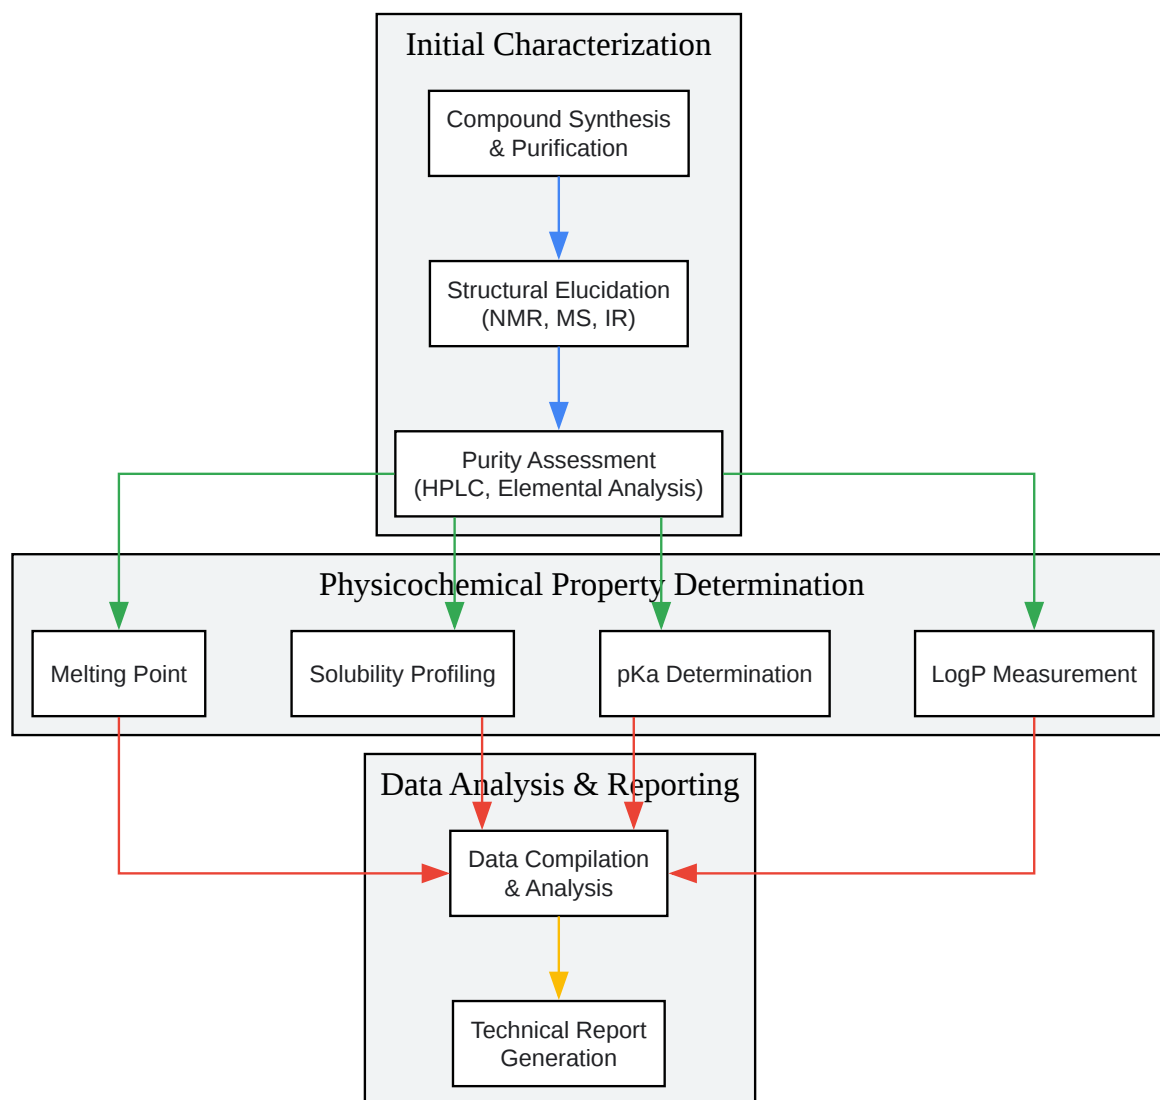 Initial Characterization
Compound Synthesis
& Purification
Structural Elucidation
(NMR, MS, IR)
Purity Assessment
(HPLC, Elemental Analysis)
Physicochemical Property Determination
Melting Point
Solubility Profiling
pKa Determination
LogP Measurement
Data Analysis & Reporting
Data Compilation
& Analysis
Technical Report
Generation